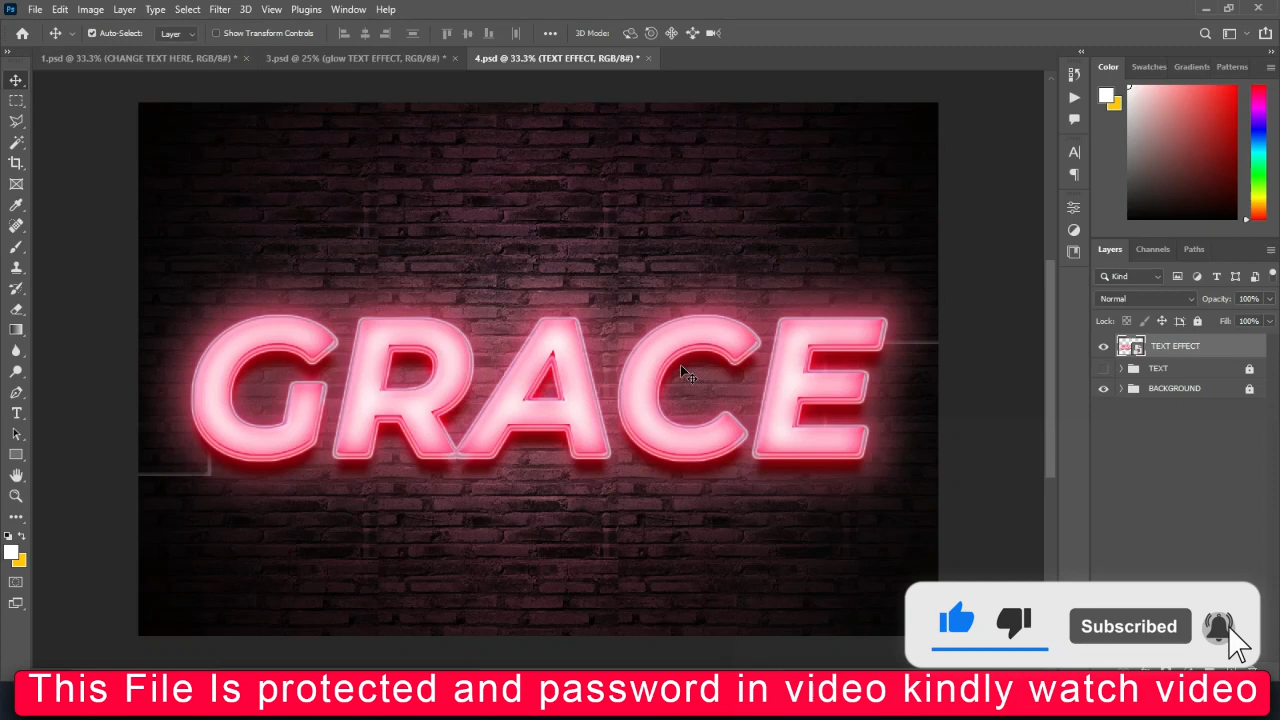 Ps File Edit Image Layer Type Select Filter 3D View Plugins Window Help
Auto-Select: Layer Show Transform Controls 3D Mode:
1.psd @ 33.3% (CHANGE TEXT HERE, RGB/8#) * × 3.psd @ 25% (glow TEXT EFFECT, RGB/8#) * × 4.psd @ 33.3% (TEXT EFFECT, RGB/8#) * ×
Color Swatches Gradients Patterns
GRACE
Layers Channels Paths
Kind
Normal Opacity: 100%
Lock: Fill: 100%
TEXT EFFECT
TEXT
BACKGROUND
Subscribed
This File Is protected and password in video kindly watch video